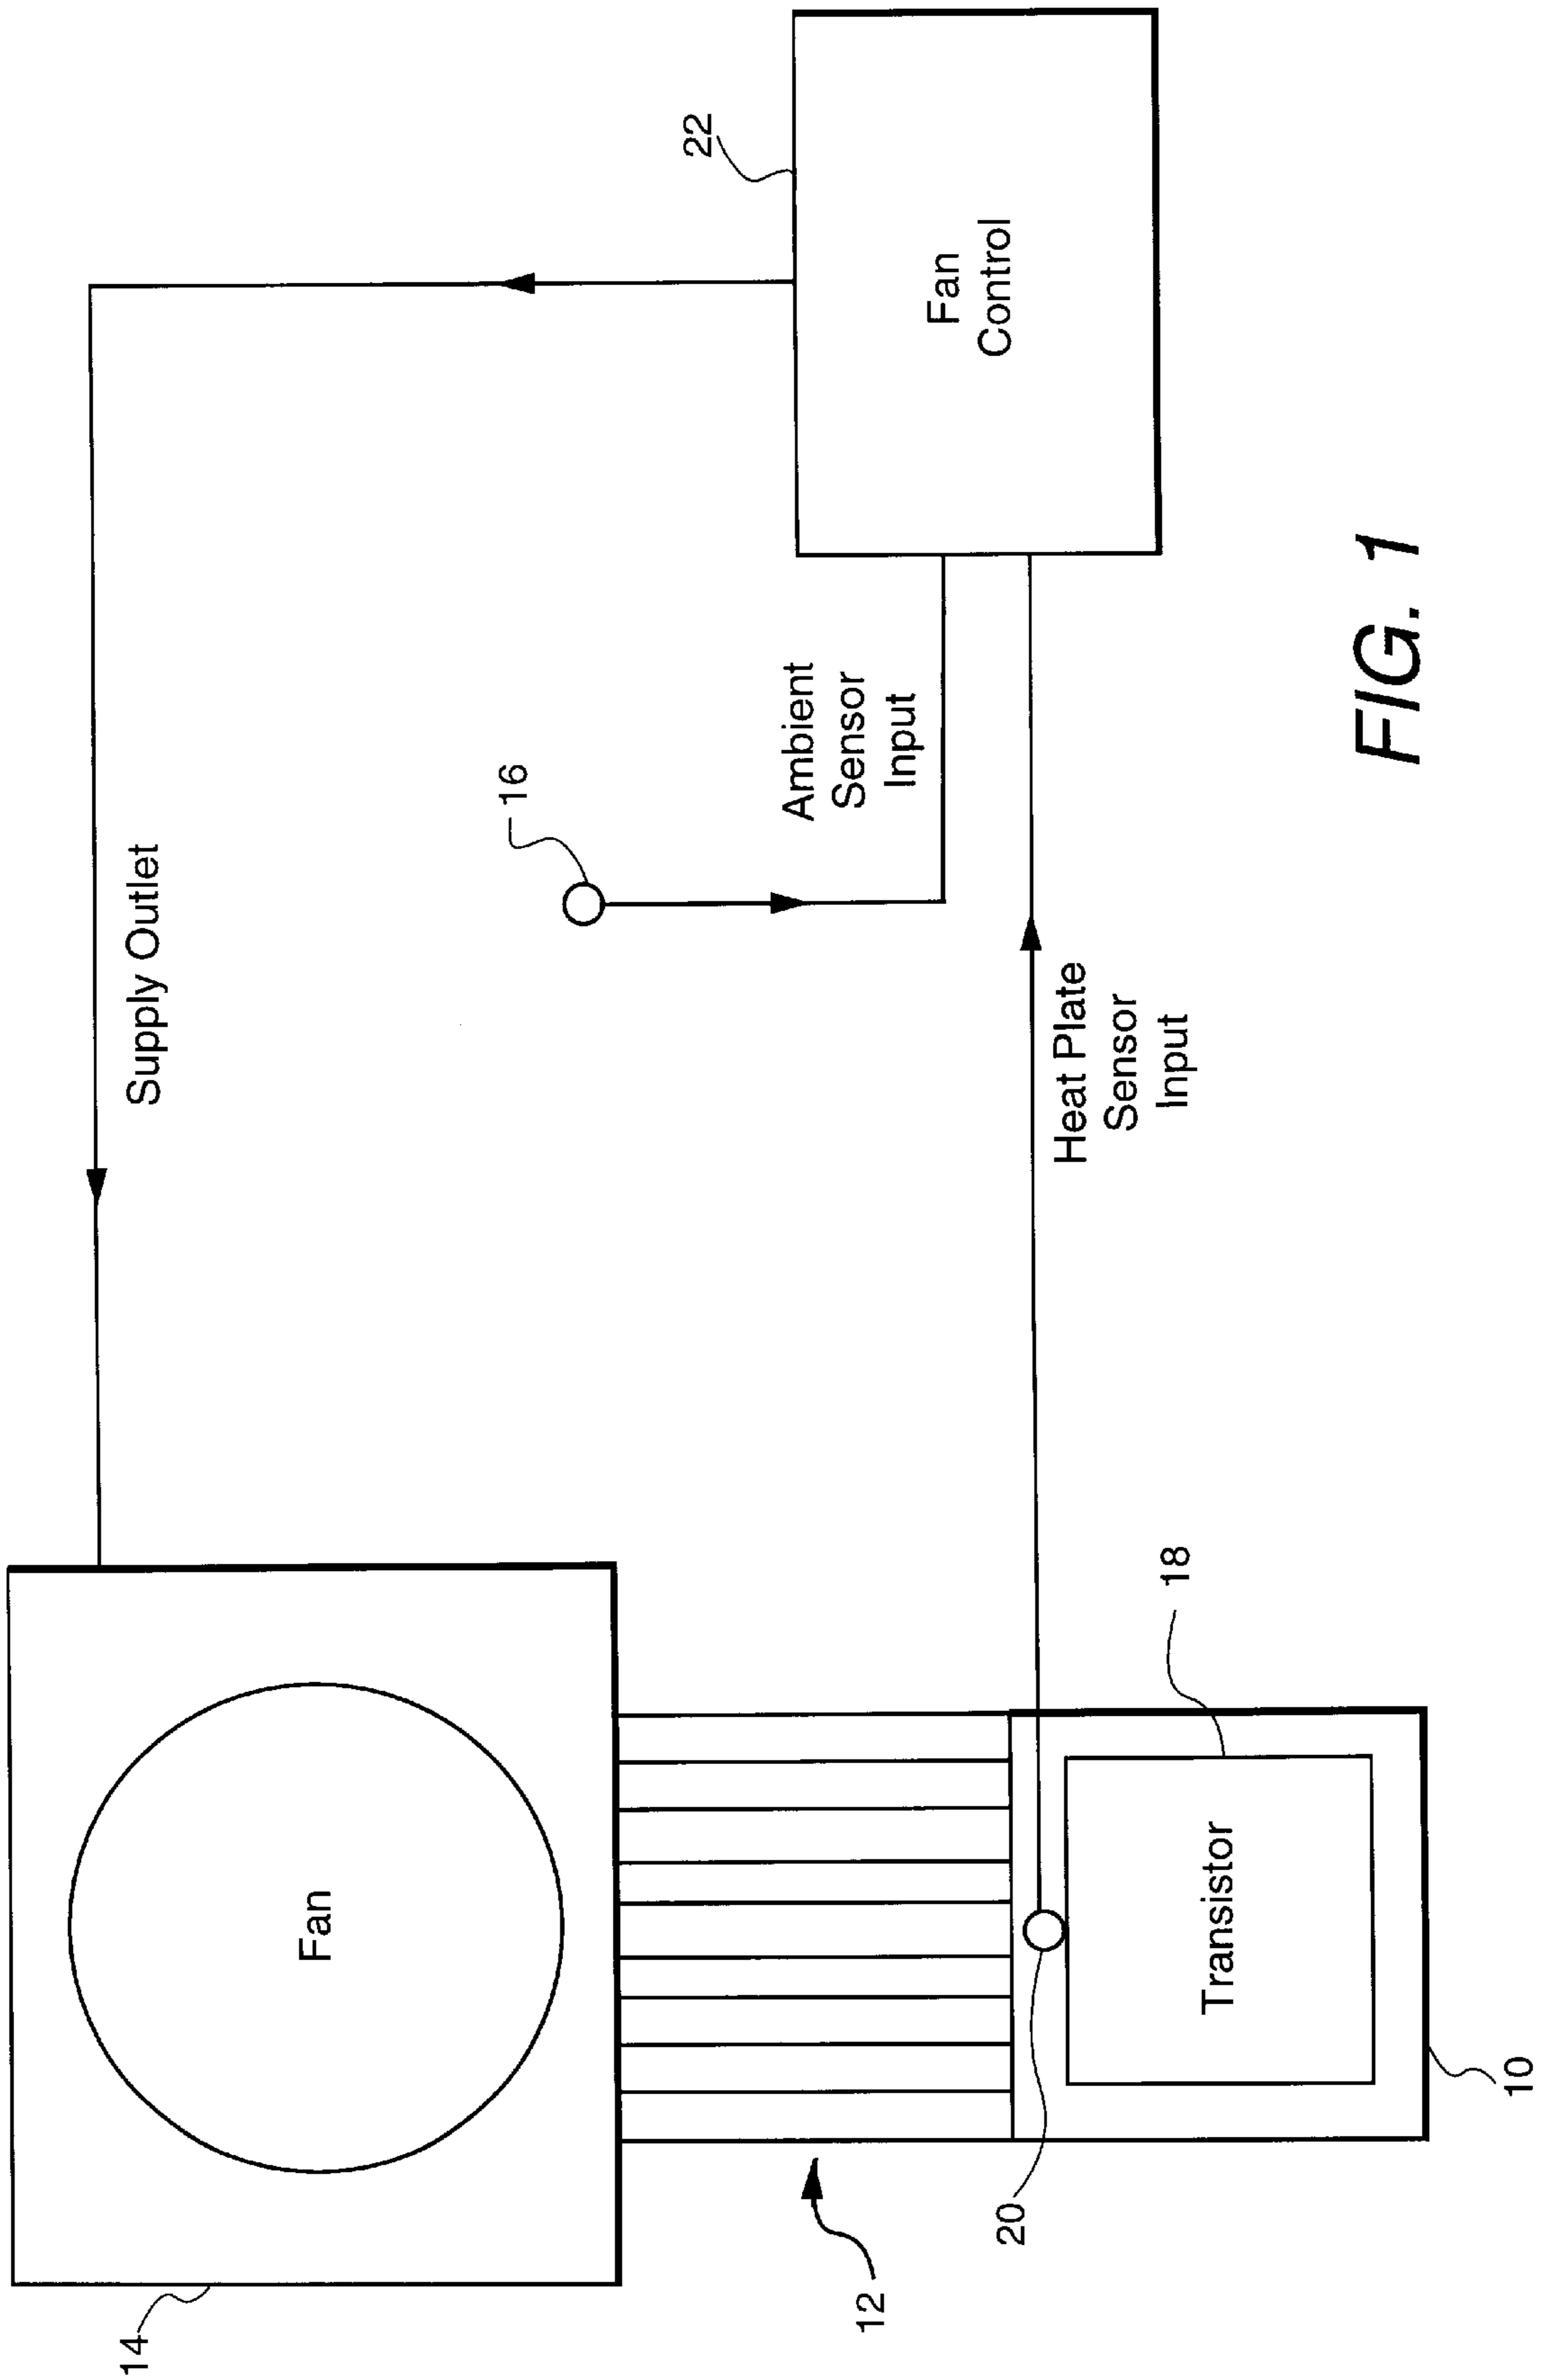 14
Fan
Supply Outlet
12
20
16
22
Transistor
10
18
Heat Plate
Sensor
Input
Ambient
Sensor
Input
Fan
Control
FIG. 1